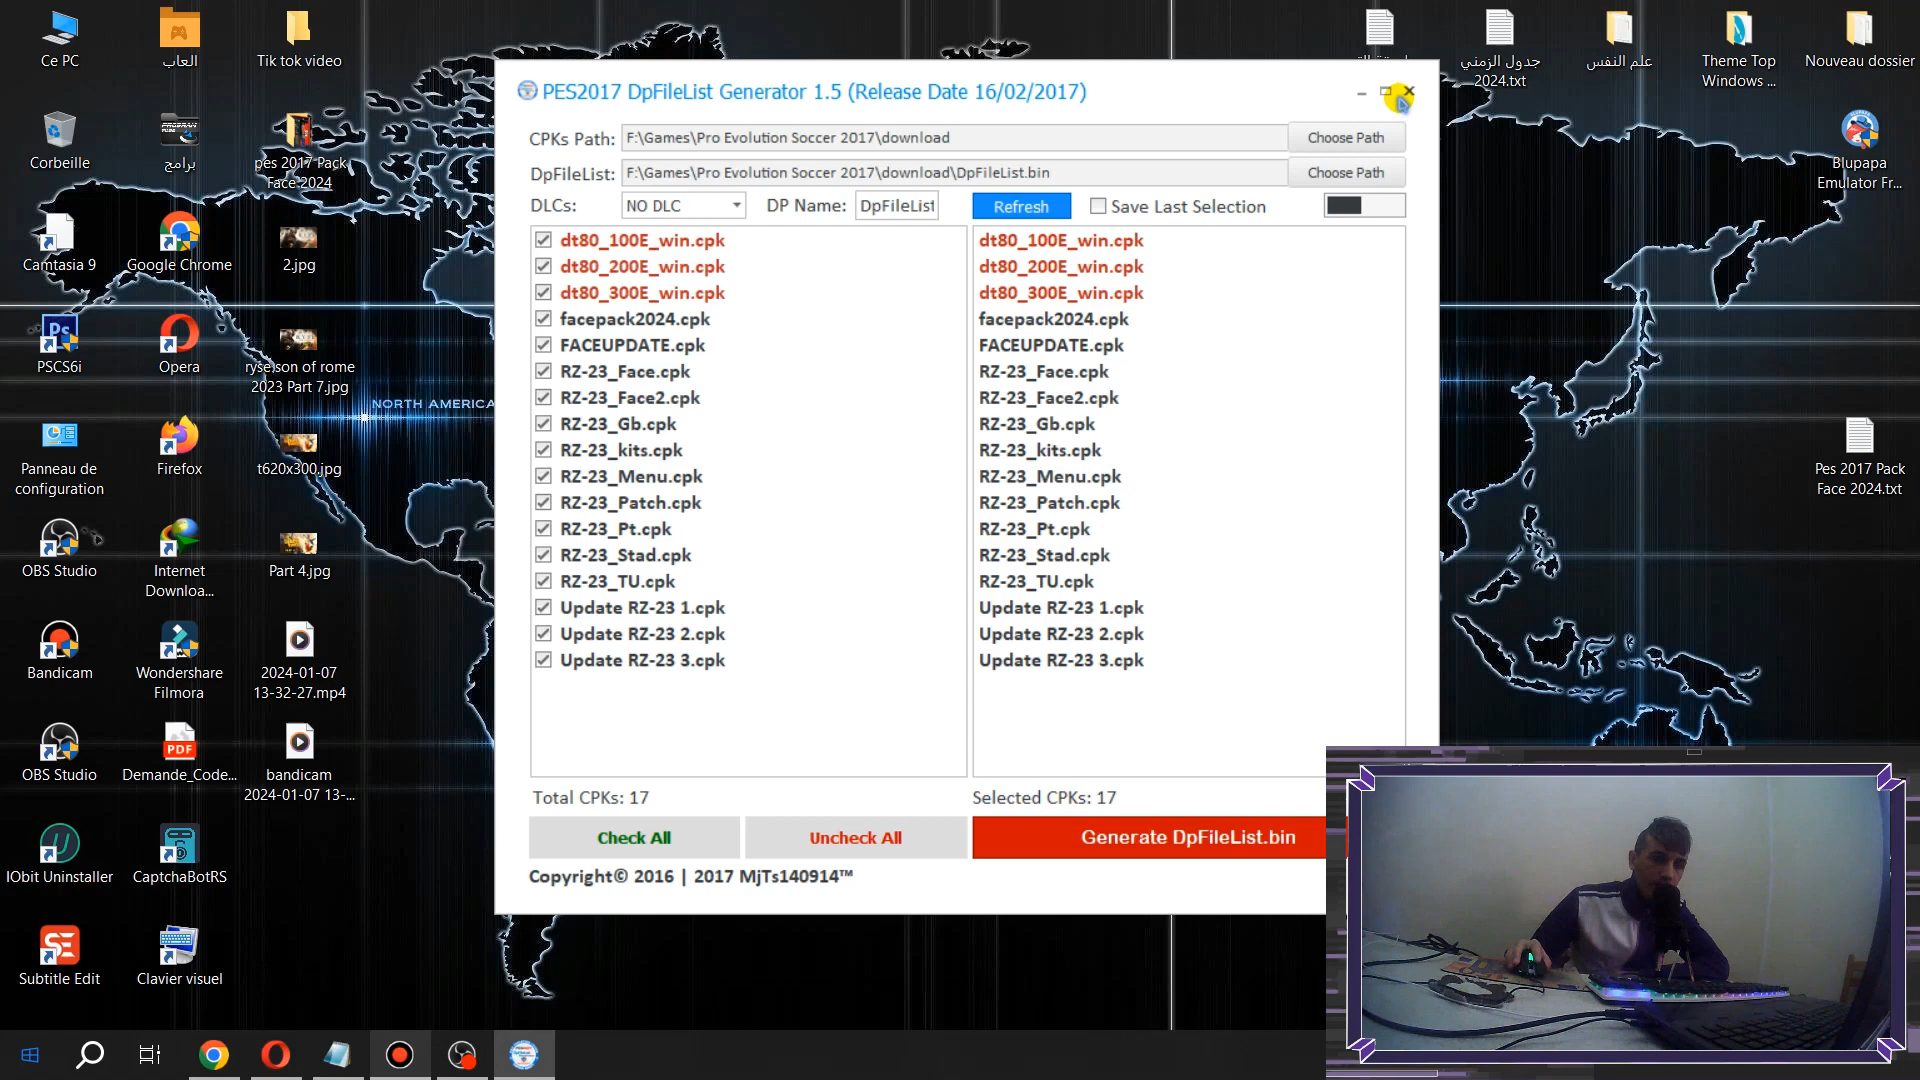 Ce PC
العاب
Tik tok video
Corbeille
برامج
pes 2017 Pack
Face 2024
Camtasia 9
Google Chrome
2.jpg
PSCS6i
Opera
ryse son of rome
2023 Part 7.jpg
NORTH AMERICA
Panneau de
configuration
Firefox
t620x300.jpg
OBS Studio
Internet
Downloa...
Part 4.jpg
Bandicam
Wondershare
Filmora
2024-01-07
13-32-27.mp4
OBS Studio
PDF
Demande_Code...
bandicam
2024-01-07 13-...
IObit Uninstaller
CaptchaBotRS
Subtitle Edit
Clavier visuel
PES2017 DpFileList Generator 1.5 (Release Date 16/02/2017)
CPKs Path: F:\Games\Pro Evolution Soccer 2017\download Choose Path
DpFileList: F:\Games\Pro Evolution Soccer 2017\download\DpFileList.bin Choose Path
DLCs: NO DLC DP Name: DpFileList Refresh Save Last Selection
dt80_100E_win.cpk
dt80_200E_win.cpk
dt80_300E_win.cpk
facepack2024.cpk
FACEUPDATE.cpk
RZ-23_Face.cpk
RZ-23_Face2.cpk
RZ-23_Gb.cpk
RZ-23_kits.cpk
RZ-23_Menu.cpk
RZ-23_Patch.cpk
RZ-23_Pt.cpk
RZ-23_Stad.cpk
RZ-23_TU.cpk
Update RZ-23 1.cpk
Update RZ-23 2.cpk
Update RZ-23 3.cpk
dt80_100E_win.cpk
dt80_200E_win.cpk
dt80_300E_win.cpk
facepack2024.cpk
FACEUPDATE.cpk
RZ-23_Face.cpk
RZ-23_Face2.cpk
RZ-23_Gb.cpk
RZ-23_kits.cpk
RZ-23_Menu.cpk
RZ-23_Patch.cpk
RZ-23_Pt.cpk
RZ-23_Stad.cpk
RZ-23_TU.cpk
Update RZ-23 1.cpk
Update RZ-23 2.cpk
Update RZ-23 3.cpk
Total CPKs: 17
Selected CPKs: 17
Check All
Uncheck All
Generate DpFileList.bin
Copyright© 2016 | 2017 MjTs140914™
جدول الزمني
2024.txt
علم النفس
Theme Top
Windows ...
Nouveau dossier
Blupapa
Emulator Fr...
Pes 2017 Pack
Face 2024.txt